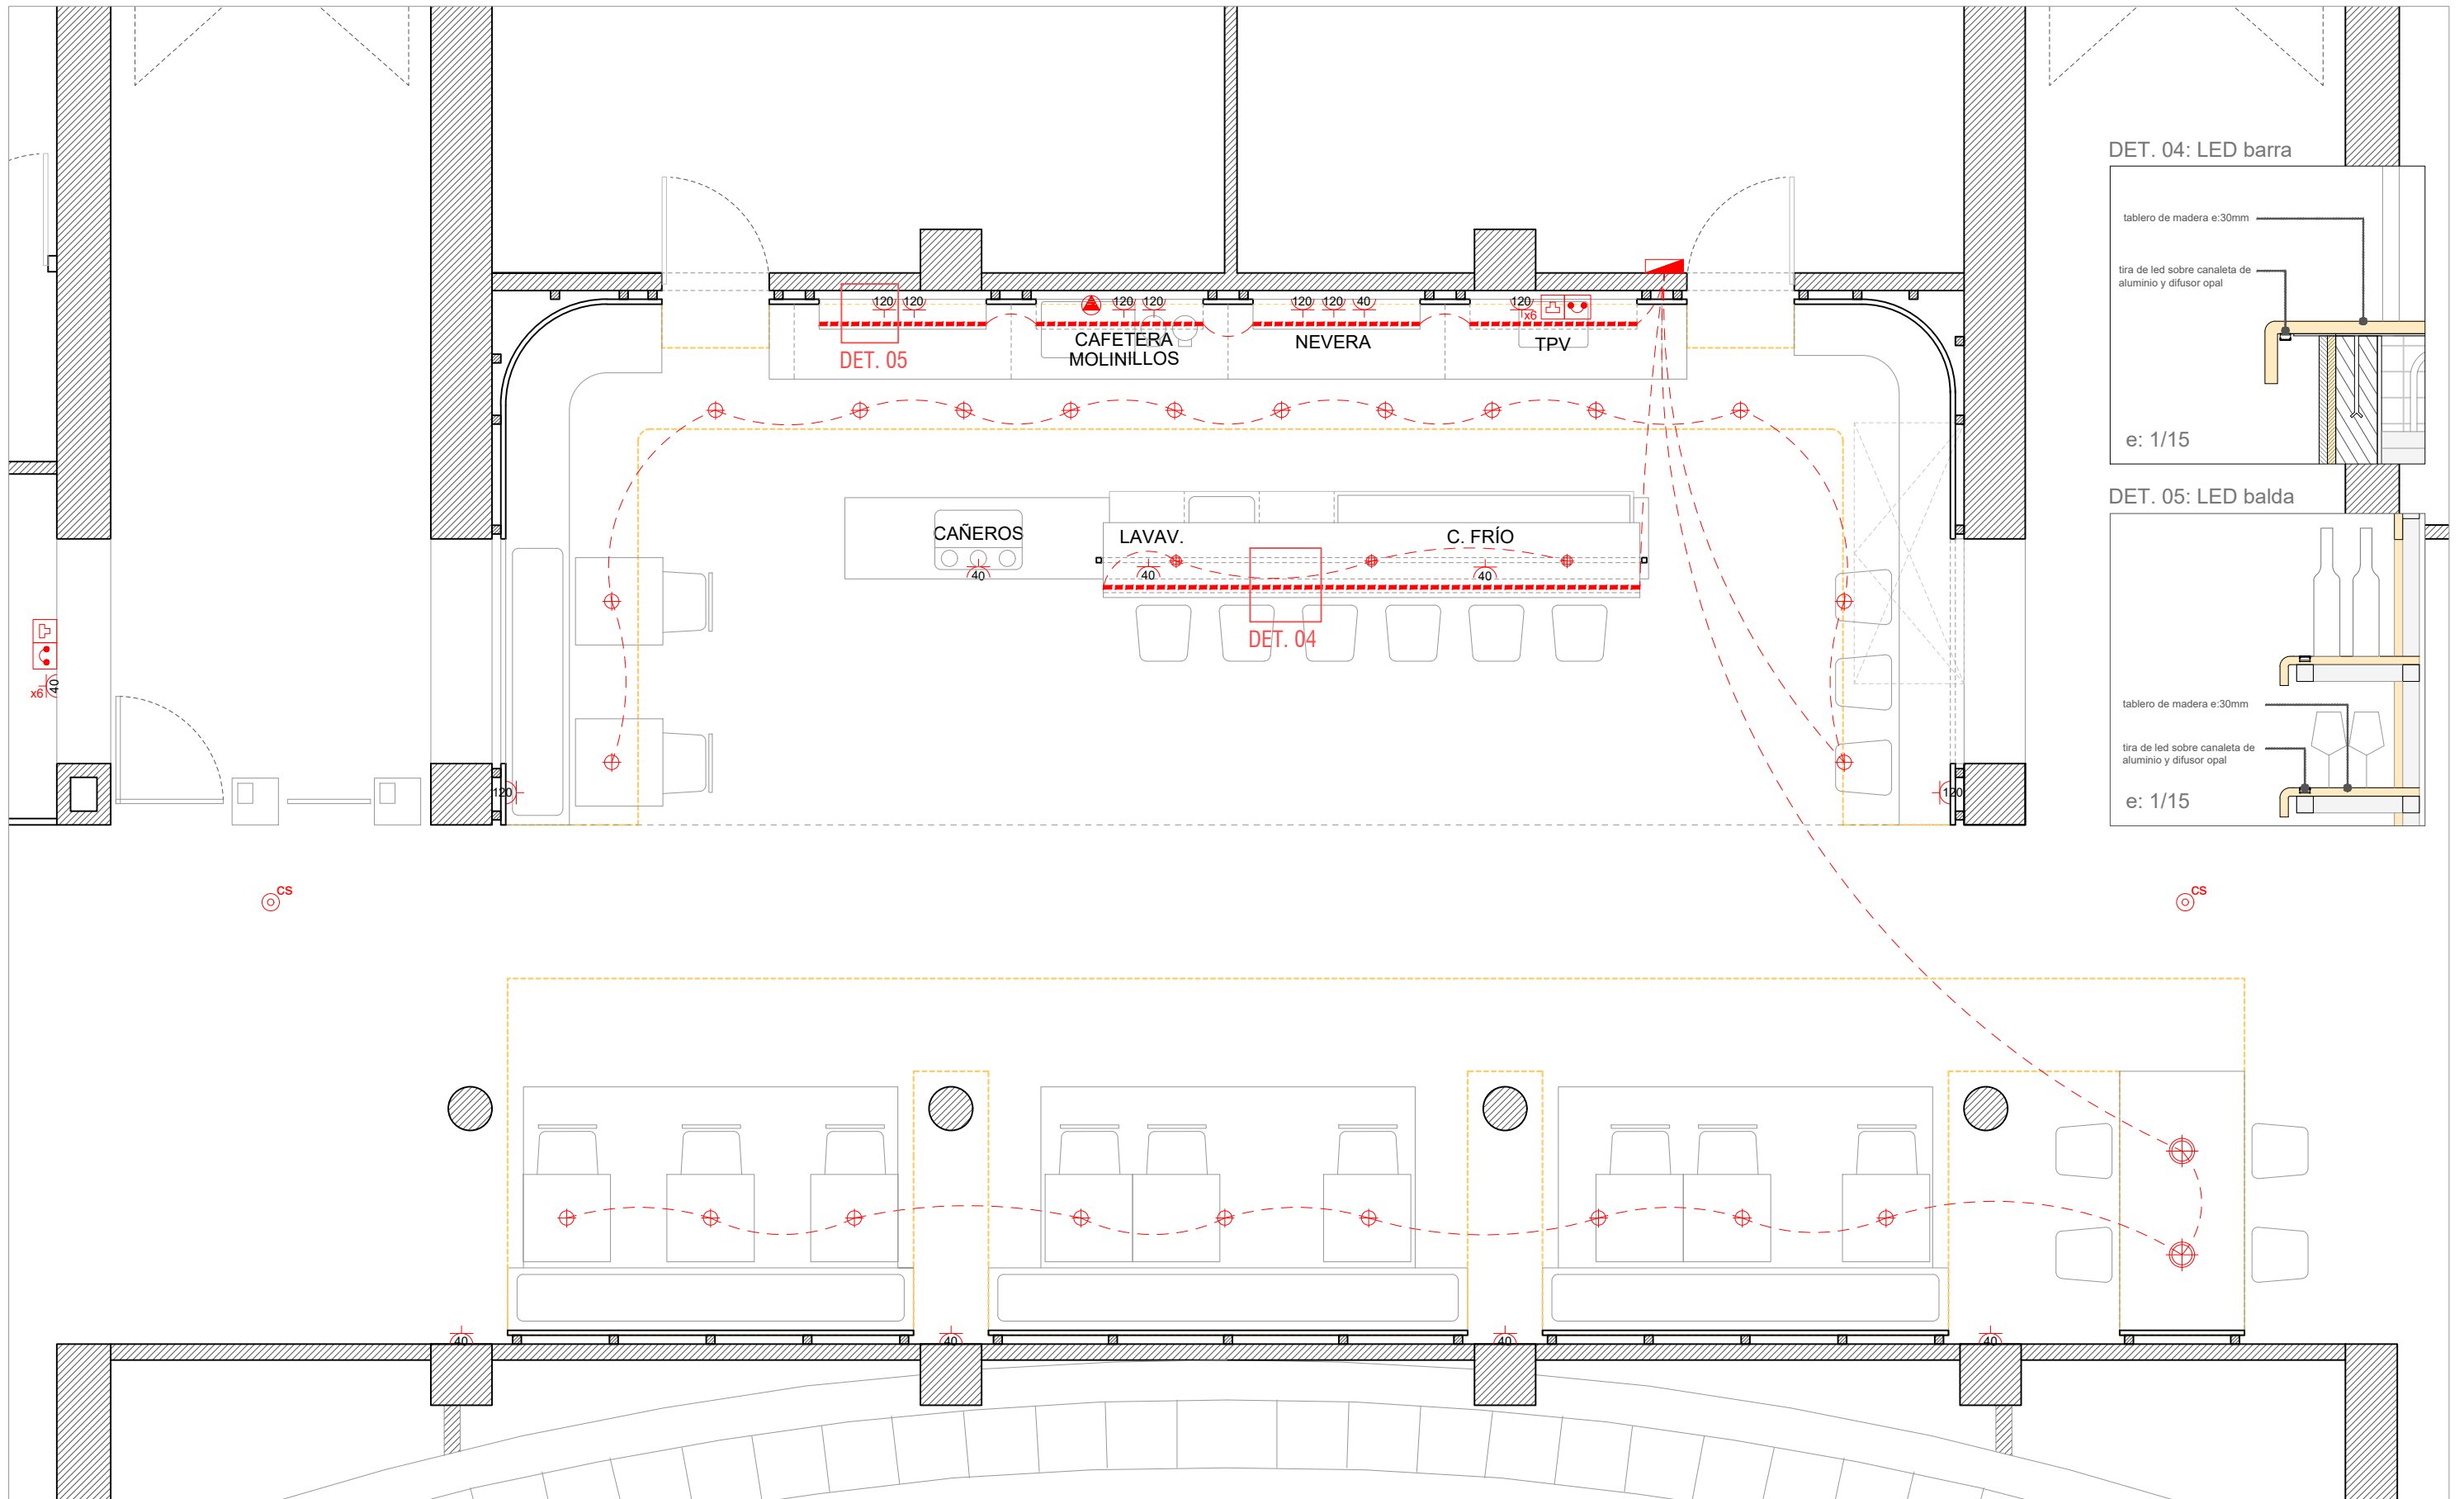 DET. 04: LED barra
tablero de madera e:30mm
tira de led sobre canaleta de
aluminio y difusor opal
e: 1/15
120 120
120 120
120 120 40
120
x6
DET. 05
CAFETERA
MOLINILLOS
NEVERA
TPV
DET. 05: LED balda
tablero de madera e:30mm
tira de led sobre canaleta de
aluminio y difusor opal
e: 1/15
CAÑEROS
LAVAV.
C. FRÍO
40
40
40
DET. 04
x6
40
120
120
CS
CS
40
40
40
40